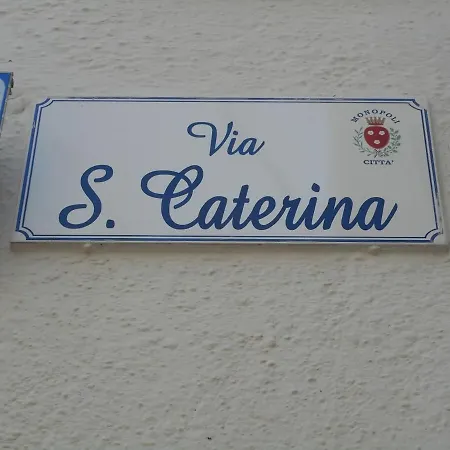 Via
S. Caterina
MONOPOLI
CITTA'